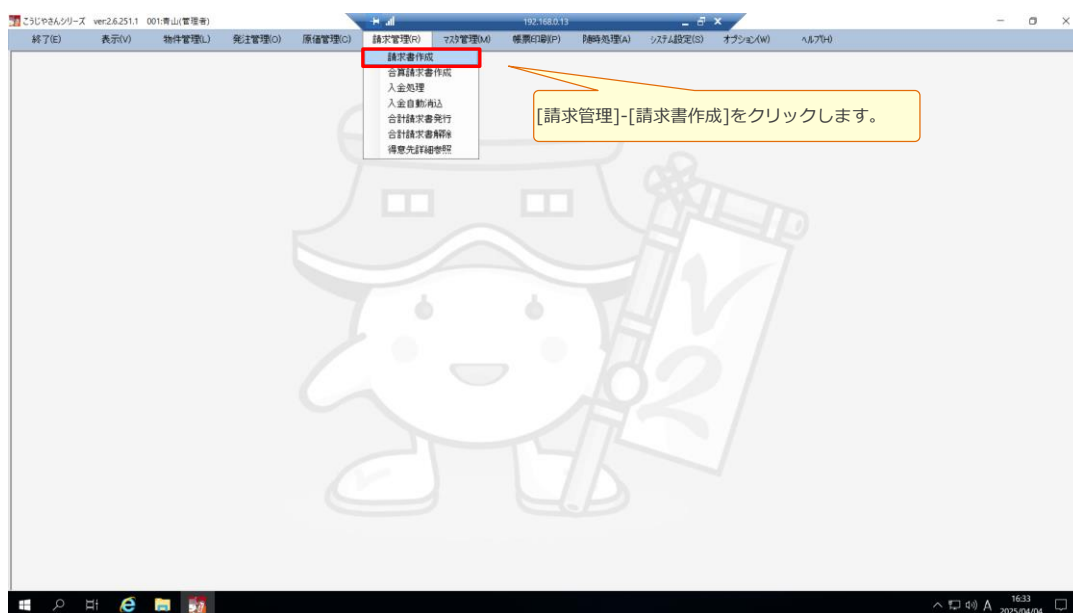 こうじやさんシリーズ ver.2.6.251.1 001:青山(管理者)
192.168.0.13
終了(E) 表示(V) 物件管理(L) 発注管理(O) 原価管理(C) 請求管理(R) マスタ管理(M) 帳票印刷(P) 随時処理(A) システム設定(S) オプション(W) ヘルプ(H)
請求書作成
合算請求書作成
入金処理
入金自動消込
合計請求書発行
合計請求書解除
得意先詳細参照
[請求管理]-[請求書作成]をクリックします。
V2
A 16:33
2025/04/04